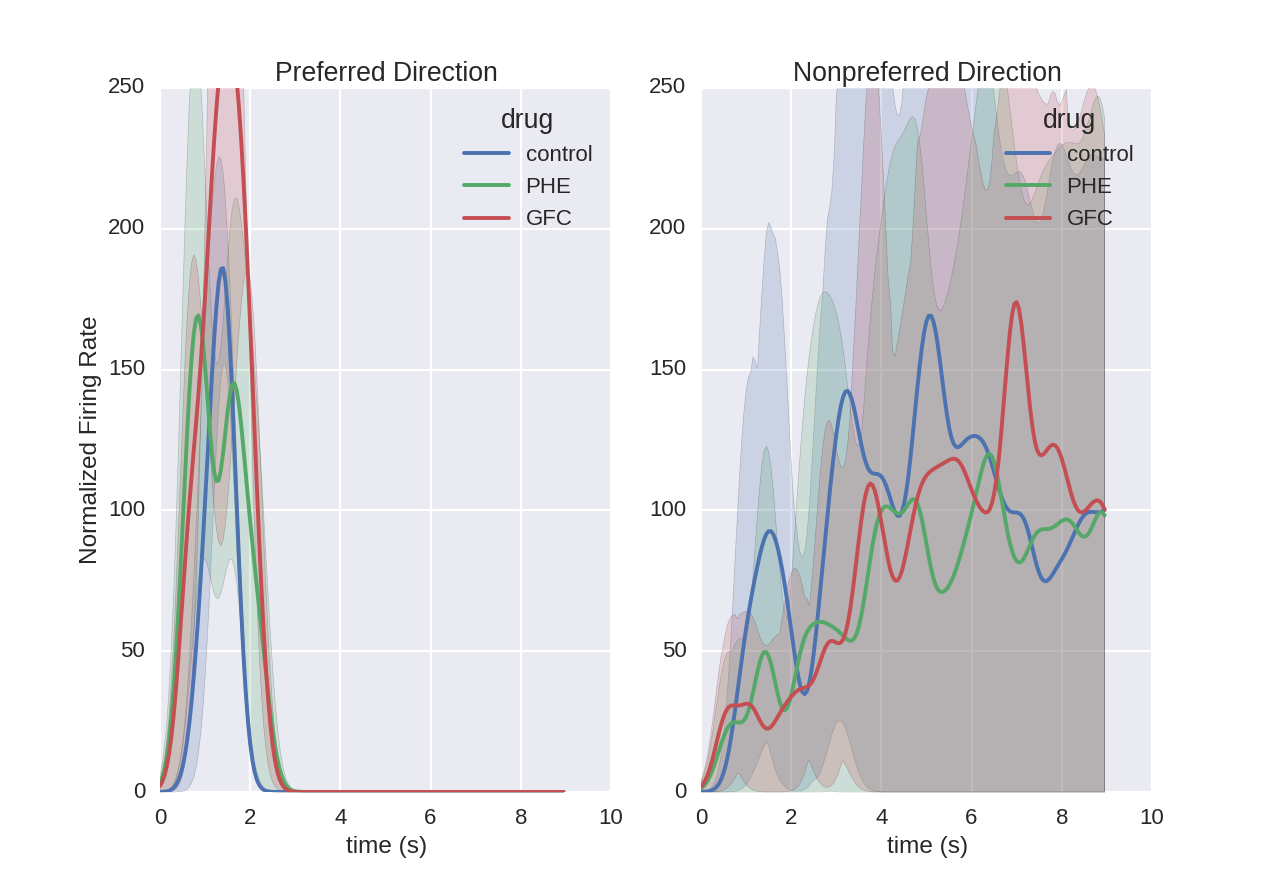 Preferred Direction
250
200
150
100
50
0
Normalized Firing Rate
drug
control
PHE
GFC
0
2
4
6
8
10
time (s)
Nonpreferred Direction
250
200
150
100
50
0
drug
control
PHE
GFC
0
2
4
6
8
10
time (s)